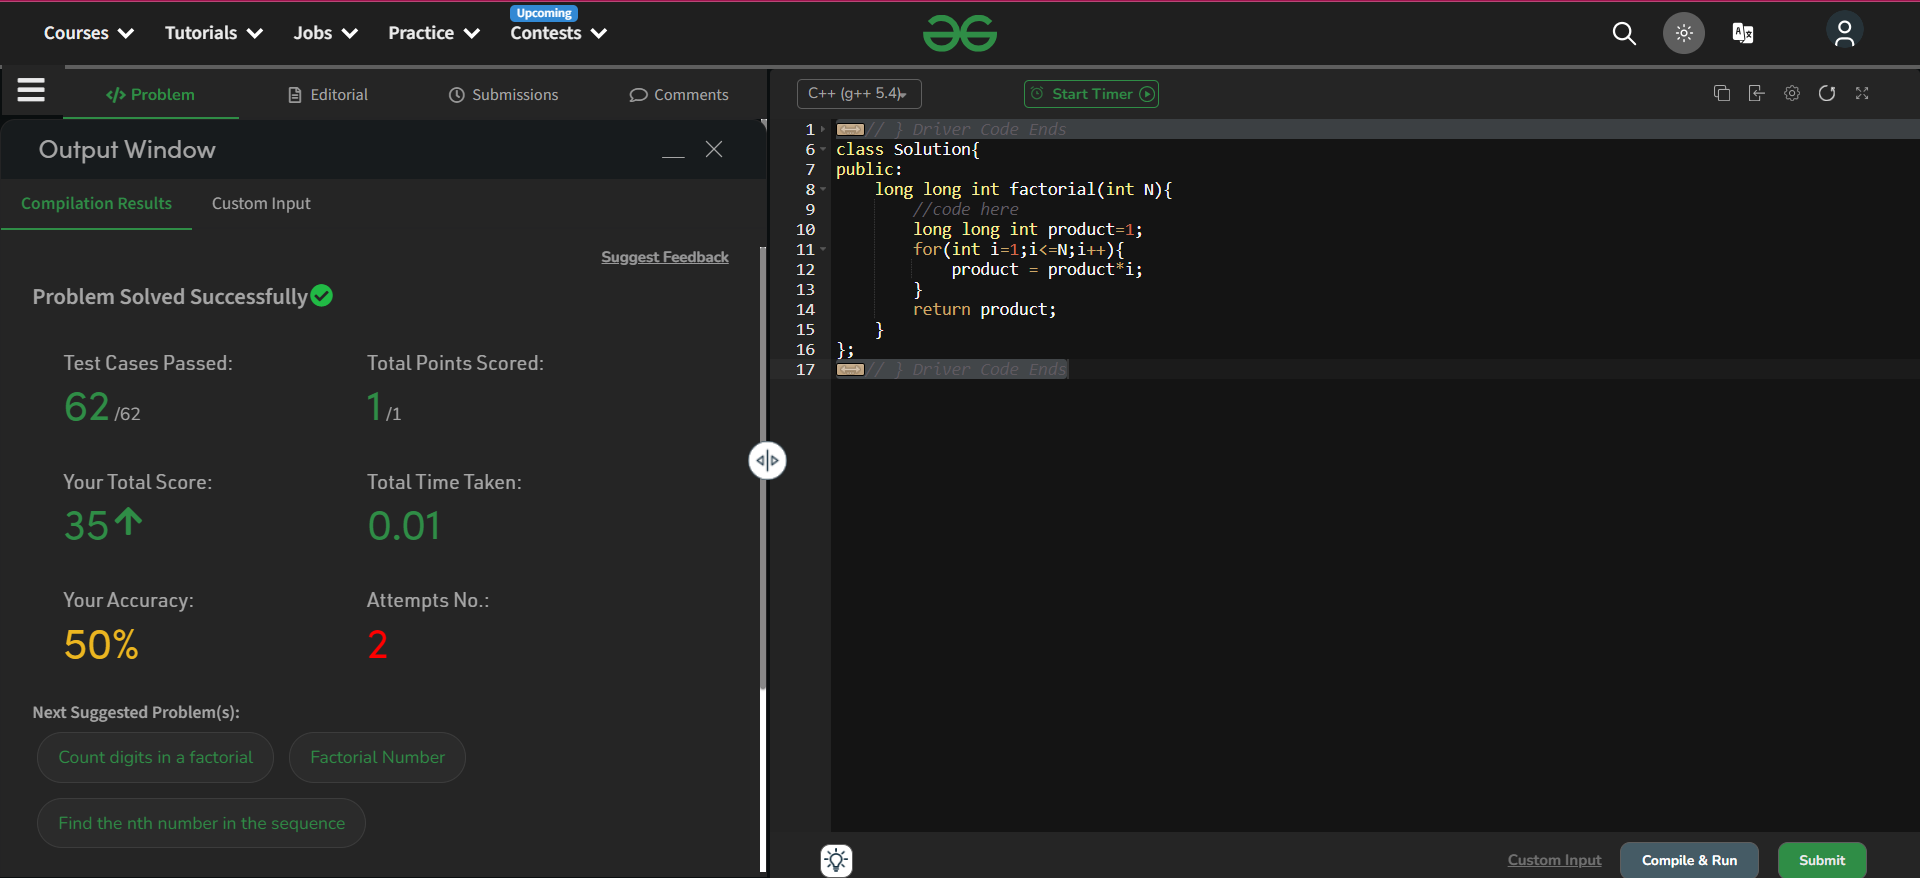 Upcoming
Courses Tutorials Jobs Practice Contests
</> Problem Editorial Submissions Comments
Output Window
Compilation Results Custom Input
Suggest Feedback
Problem Solved Successfully
Test Cases Passed: Total Points Scored:
62 /62 1 /1
Your Total Score: Total Time Taken:
35 0.01
Your Accuracy: Attempts No.:
50% 2
Next Suggested Problem(s):
Count digits in a factorial Factorial Number
Find the nth number in the sequence
C++ (g++ 5.4) Start Timer
1 // } Driver Code Ends
6 class Solution{
7 public:
8 long long int factorial(int N){
9 //code here
10 long long int product=1;
11 for(int i=1;i<=N;i++){
12 product = product*i;
13 }
14 return product;
15 }
16 };
17 // } Driver Code Ends
Custom Input Compile & Run Submit